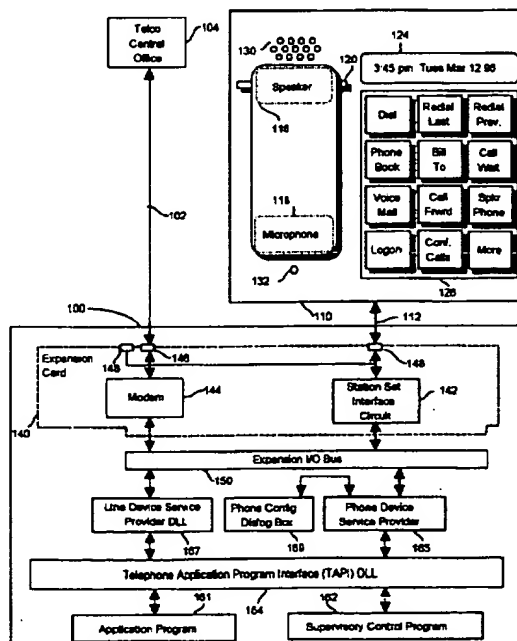 Telco
Central
Office
104
102
130
120
Speaker
116
118
Microphone
132
124
3:45 pm Tues Mar 12 96
Dial
Redial
Last
Redial
Prev.
Phone
Book
Bill
To
Call
Wait
Voice
Mail
Call
Frwrd
Spkr
Phone
Logon
Conf.
Calls
More
126
110
100
112
148
146
148
Expansion
Card
Modem
144
Station Set
Interface
Circuit
142
140
Expansion I/O Bus
150
Line Device Service
Provider DLL
Phone Config
Dialog Box
Phone Device
Service Provider
167
169
165
Telephone Application Program Interface (TAPI) DLL
161
164
162
Application Program
Supervisory Control Program